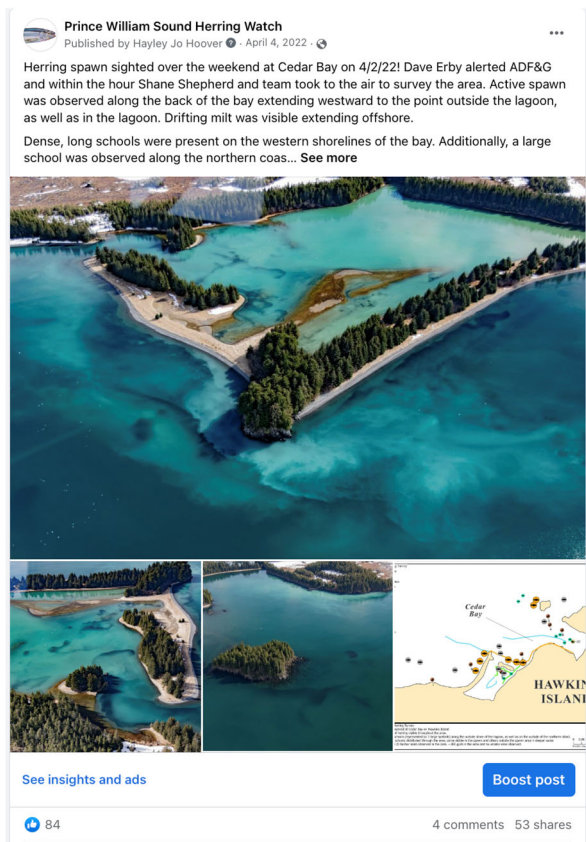 Prince William Sound Herring Watch
Published by Hayley Jo Hoover · April 4, 2022 ·
Herring spawn sighted over the weekend at Cedar Bay on 4/2/22! Dave Erby alerted ADF&G
and within the hour Shane Shepherd and team took to the air to survey the area. Active spawn
was observed along the back of the bay extending westward to the point outside the lagoon,
as well as in the lagoon. Drifting milt was visible extending offshore.
Dense, long schools were present on the western shorelines of the bay. Additionally, a large
school was observed along the northern coas... See more
Cedar
Bay
HAWKIN
ISLANI
See insights and ads
Boost post
84
4 comments 53 shares